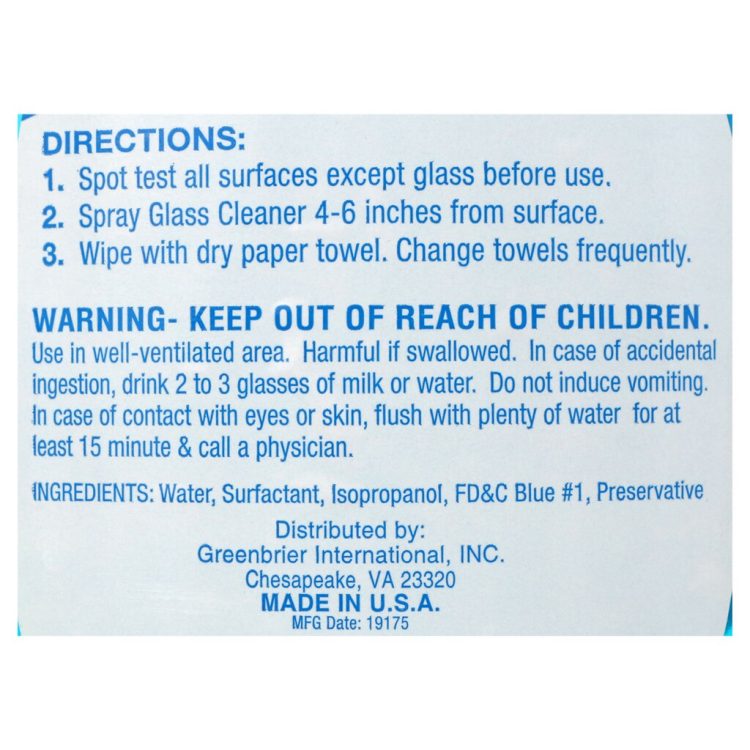 DIRECTIONS:
1. Spot test all surfaces except glass before use.
2. Spray Glass Cleaner 4-6 inches from surface.
3. Wipe with dry paper towel. Change towels frequently.
WARNING- KEEP OUT OF REACH OF CHILDREN.
Use in well-ventilated area. Harmful if swallowed. In case of accidental
ingestion, drink 2 to 3 glasses of milk or water. Do not induce vomiting.
In case of contact with eyes or skin, flush with plenty of water for at
least 15 minute & call a physician.
INGREDIENTS: Water, Surfactant, Isopropanol, FD&C Blue #1, Preservative
Distributed by:
Greenbrier International, INC.
Chesapeake, VA 23320
MADE IN U.S.A.
MFG Date: 19175